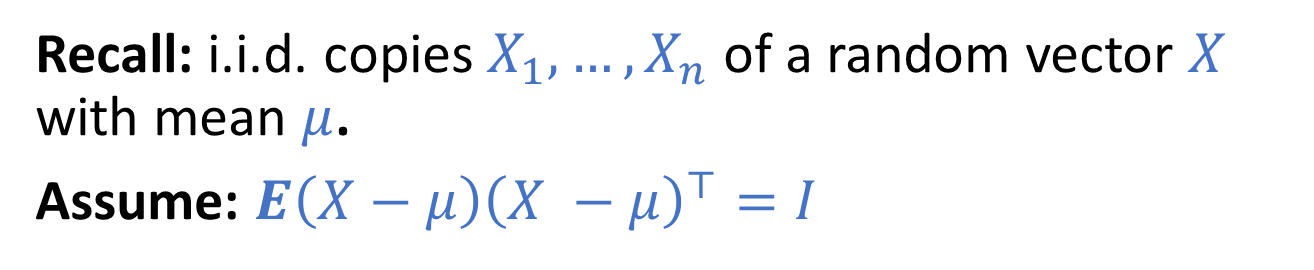 Recall: i.i.d. copies X₁, … , Xₙ of a random vector X
with mean μ.
Assume: E(X − μ)(X − μ)⊤ = I